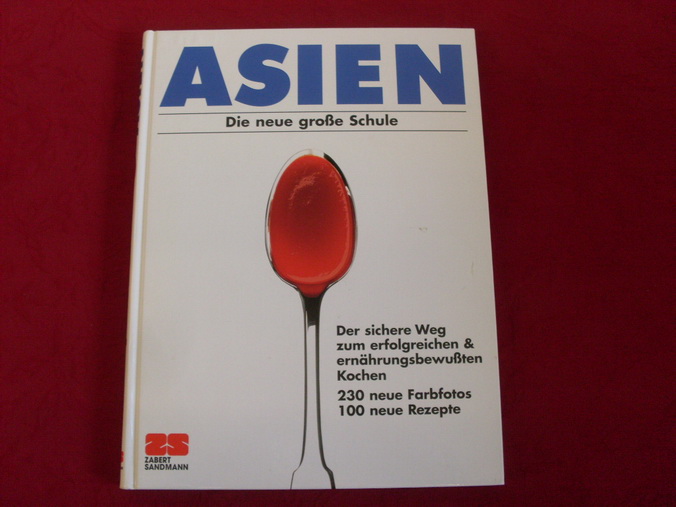 ASIEN
Die neue große Schule
Der sichere Weg
zum erfolgreichen &
ernährungsbewußten
Kochen
230 neue Farbfotos
100 neue Rezepte
ZS
ZABERT
SANDMANN